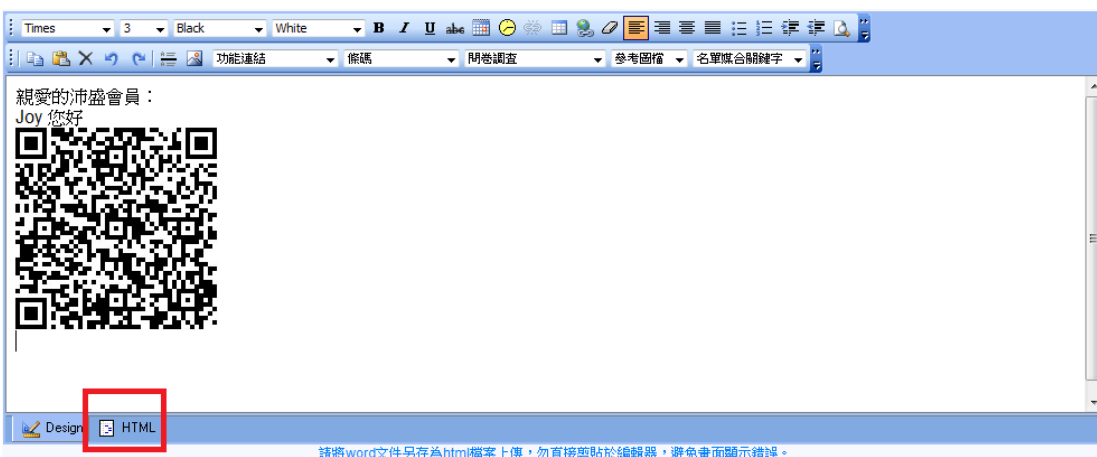 Times 3 Black White B I U abc
功能連結 條碼 問卷調查 參考圖檔 名單媒合關鍵字
親愛的沛盛會員：
Joy 您好
Design HTML
請將word文件另存為html檔案上傳，勿直接剪貼於編輯器，避免畫面顯示錯誤。